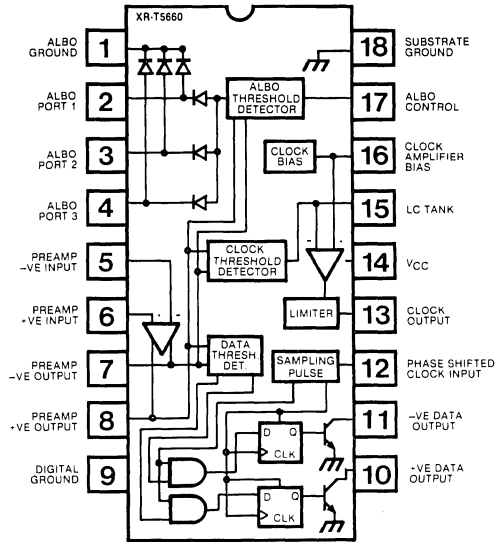 XR-T5660
ALBO
GROUND
1
ALBO
PORT 1
2
ALBO
PORT 2
3
ALBO
PORT 3
4
PREAMP
–VE INPUT
5
PREAMP
+VE INPUT
6
PREAMP
–VE OUTPUT
7
PREAMP
+VE OUTPUT
8
DIGITAL
GROUND
9
ALBO
THRESHOLD
DETECTOR
CLOCK
BIAS
CLOCK
THRESHOLD
DETECTOR
LIMITER
DATA
THRESH.
DET.
SAMPLING
PULSE
D Q
CLK
D Q
CLK
18
SUBSTRATE
GROUND
17
ALBO
CONTROL
16
CLOCK
AMPLIFIER
BIAS
15
LC TANK
14
VCC
13
CLOCK
OUTPUT
12
PHASE SHIFTED
CLOCK INPUT
11
–VE DATA
OUTPUT
10
+VE DATA
OUTPUT